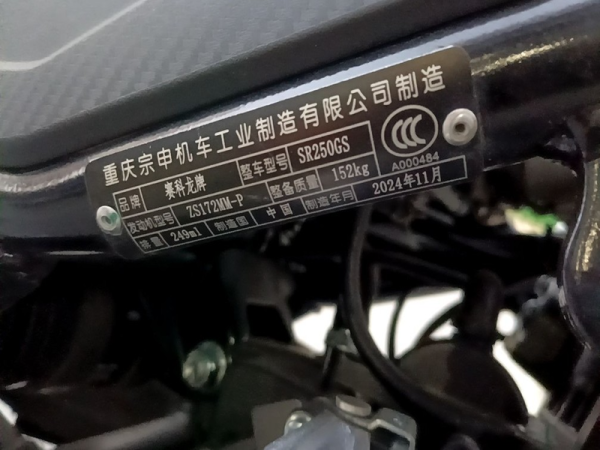 重庆宗申机车工业制造有限公司制造
品牌 赛科龙牌 整车型号 SR250GS
发动机型号 ZS172MM-P 整备质量 152kg
排量 249ml 制造国 中国 制造年月 2024年11月
CCC
A000484